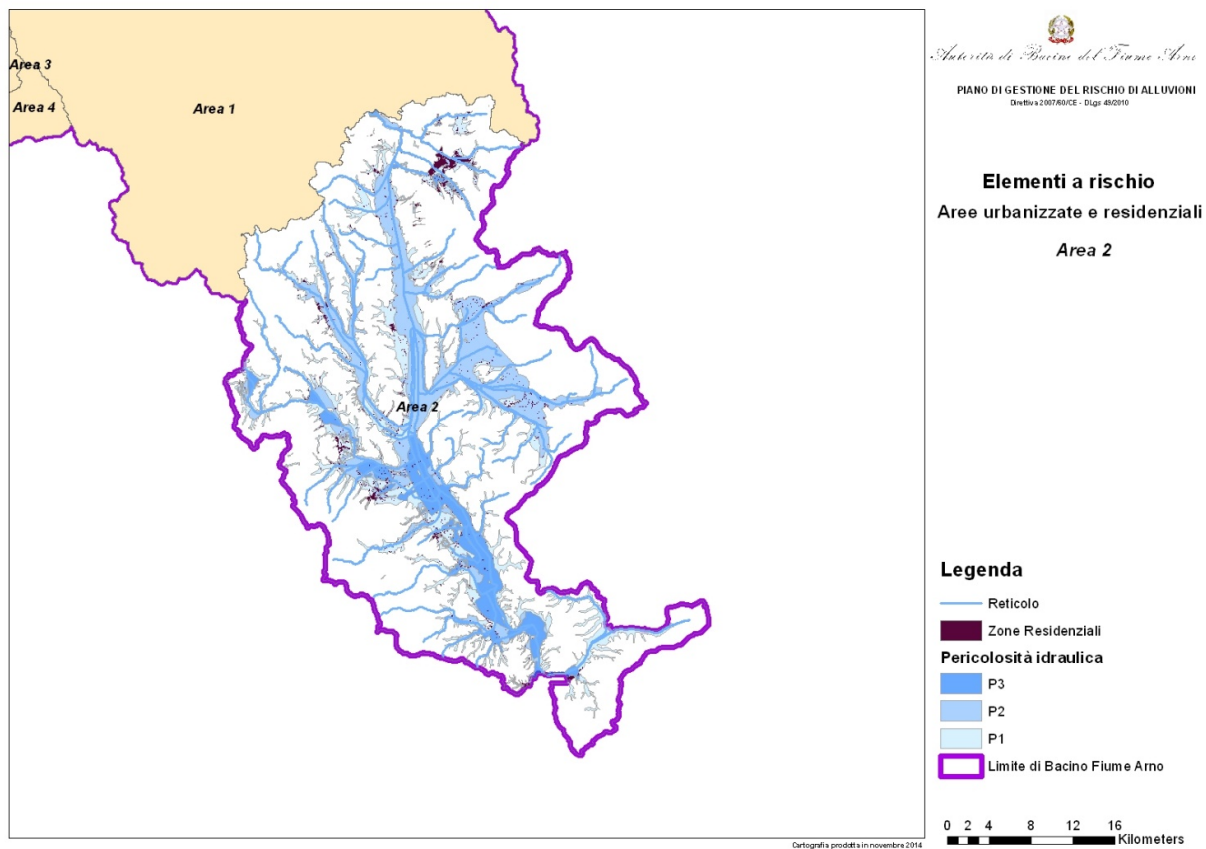 Area 3
Area 4
Area 1
Area 2
Autorità di Bacino del Fiume Arno
PIANO DI GESTIONE DEL RISCHIO DI ALLUVIONI
Direttiva 2007/60/CE - DLgs 49/2010
Elementi a rischio
Aree urbanizzate e residenziali
Area 2
Legenda
Reticolo
Zone Residenziali
Pericolosità idraulica
P3
P2
P1
Limite di Bacino Fiume Arno
0 2 4 8 12 16
Kilometers
Cartografia prodotta in novembre 2014